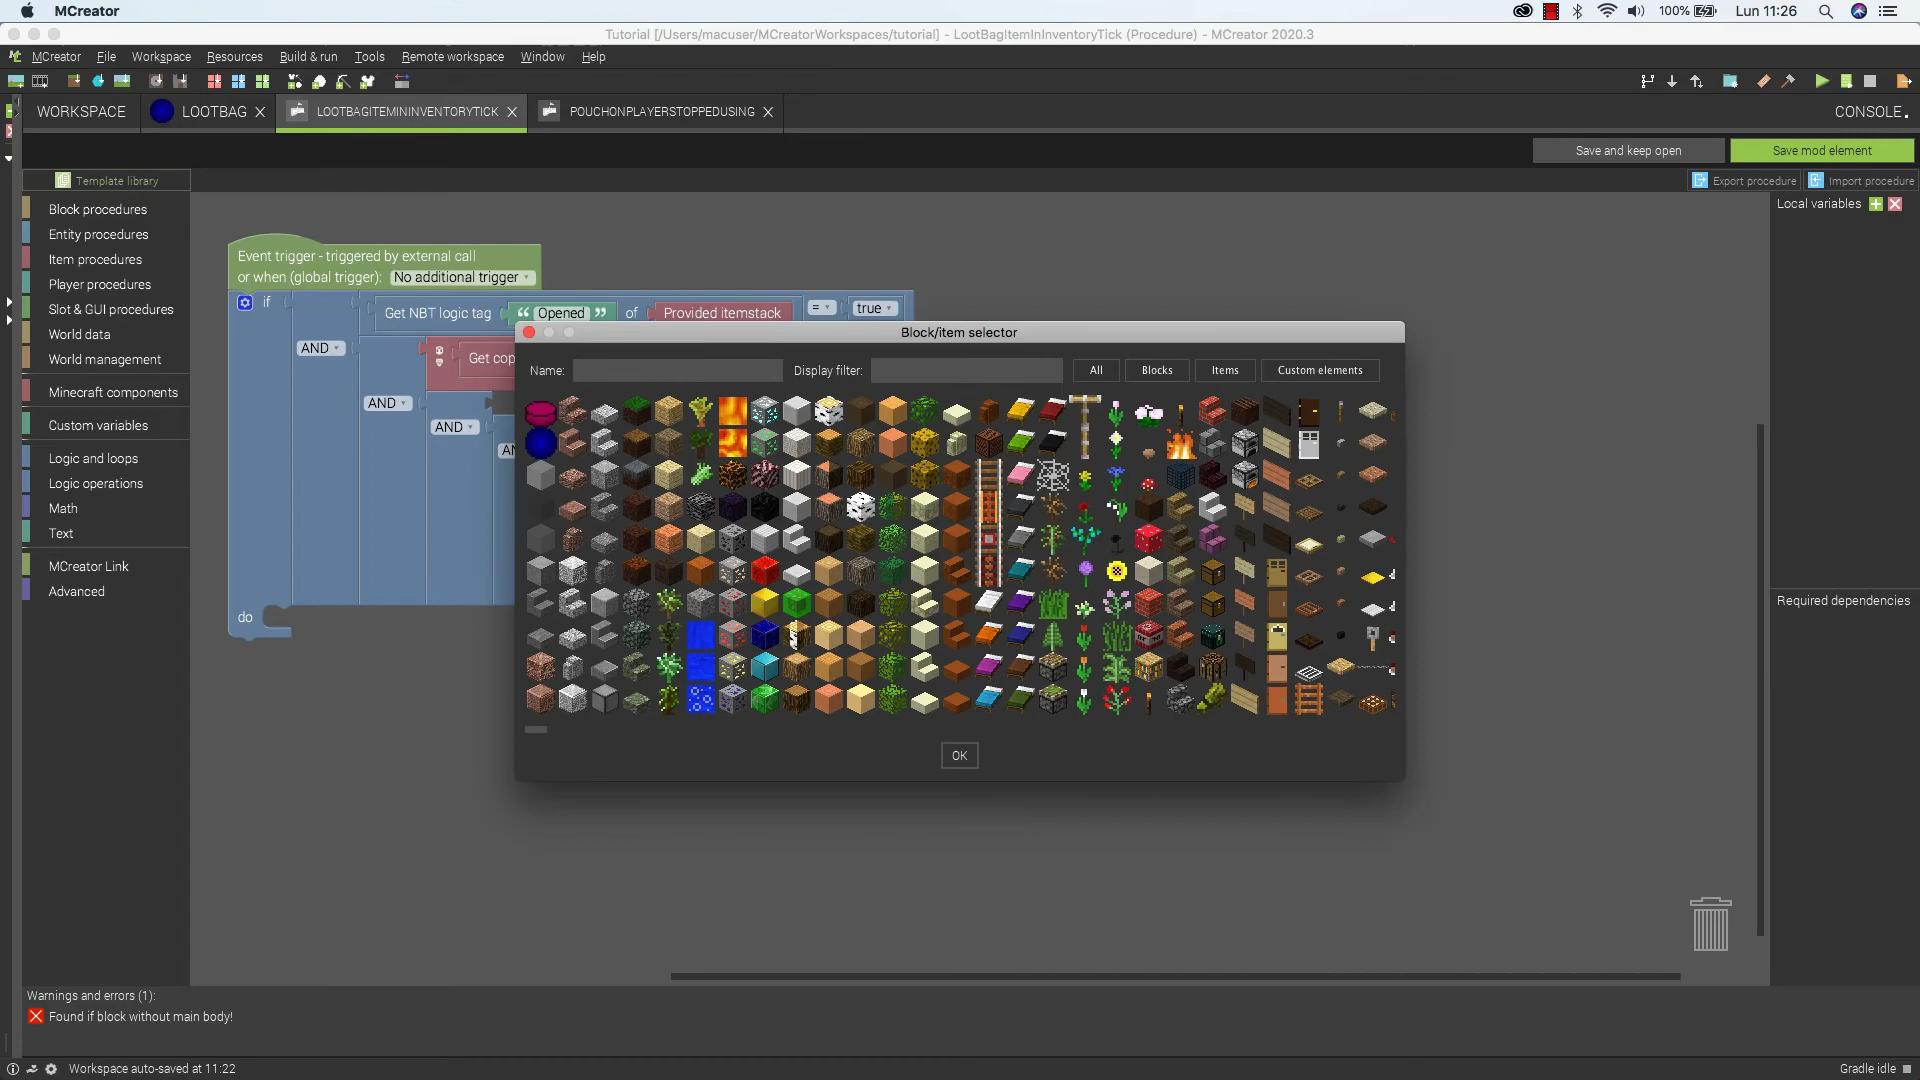 MCreator
100%
Lun 11:26
Tutorial [/Users/macuser/MCreatorWorkspaces/tutorial] - LootBagItemInInventoryTick (Procedure) - MCreator 2020.3
MCreator File Workspace Resources Build & run Tools Remote workspace Window Help
WORKSPACE
LOOTBAG
LOOTBAGITEMININVENTORYTICK
POUCHONPLAYERSTOPPEDUSING
CONSOLE
Save and keep open
Save mod element
Template library
Export procedure
Import procedure
Block procedures
Entity procedures
Item procedures
Player procedures
Slot & GUI procedures
World data
World management
Minecraft components
Custom variables
Logic and loops
Logic operations
Math
Text
MCreator Link
Advanced
Local variables
Required dependencies
Event trigger - triggered by external call
or when (global trigger): No additional trigger
if
Get NBT logic tag “ Opened ” of Provided itemstack = true
AND
Get cop
AND
AND
AN
do
Block/item selector
Name:
Display filter:
All
Blocks
Items
Custom elements
OK
Warnings and errors (1):
Found if block without main body!
Workspace auto-saved at 11:22
Gradle idle